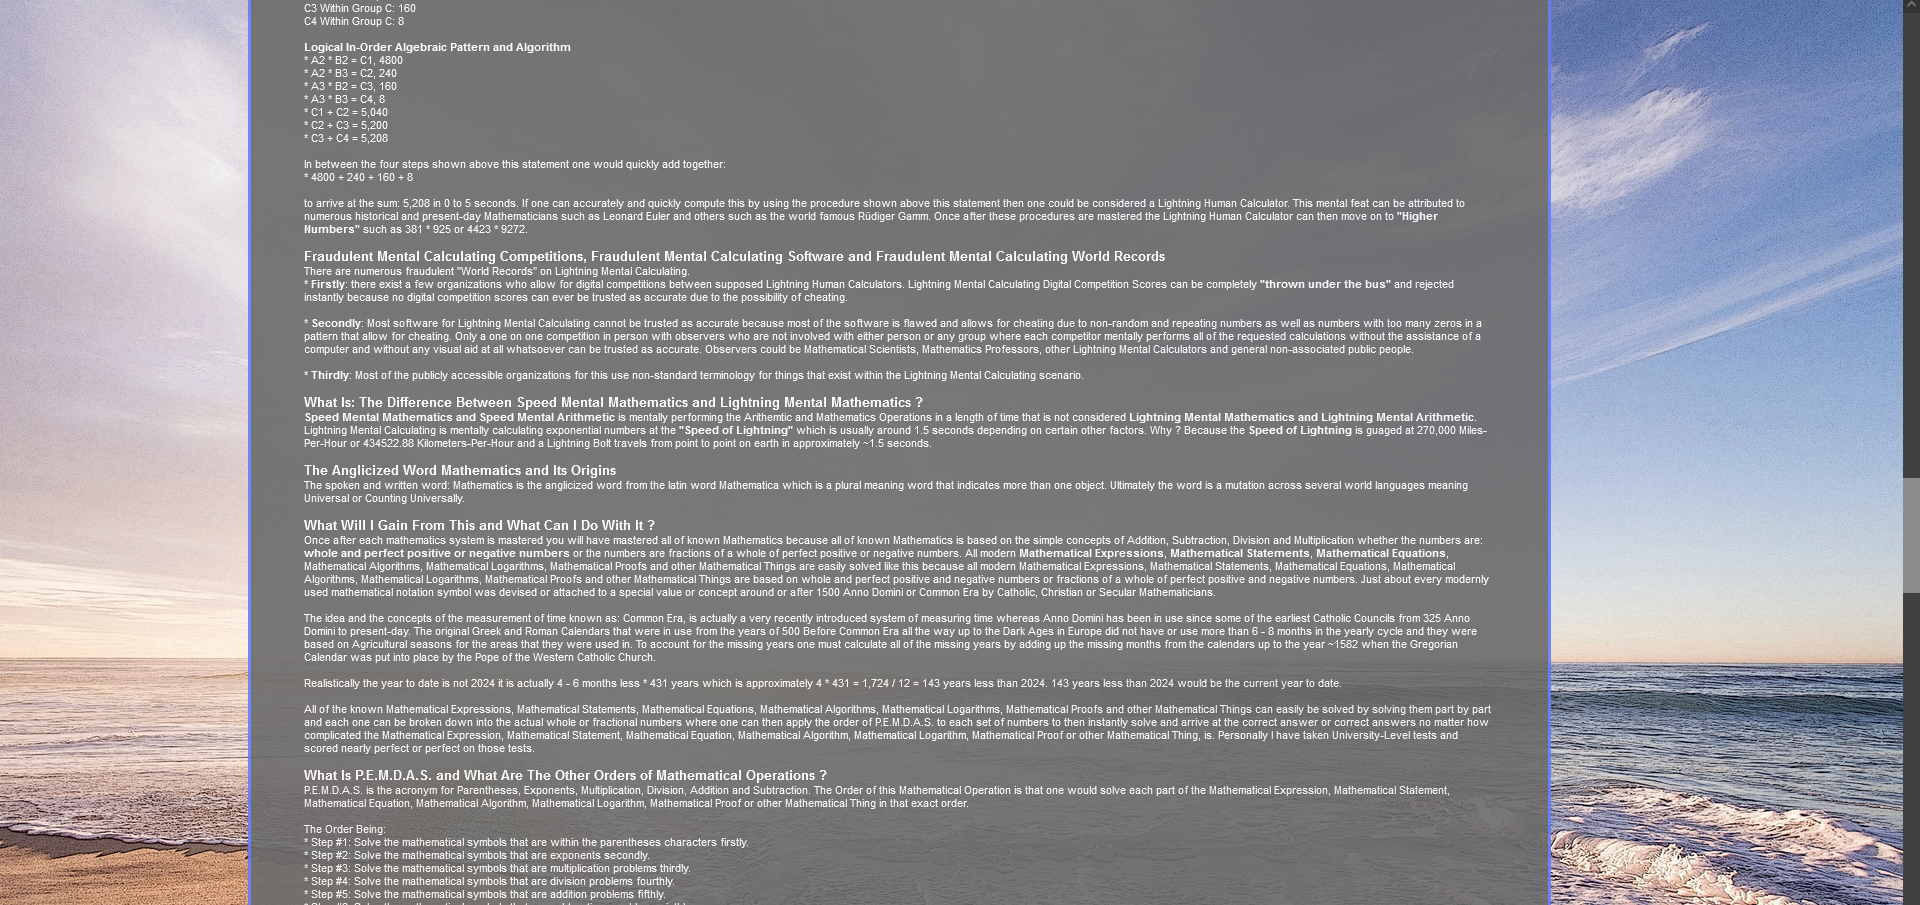 C3 Within Group C: 160
C4 Within Group C: 8
Logical In-Order Algebraic Pattern and Algorithm
* A2 * B2 = C1, 4800
* A2 * B3 = C2, 240
* A3 * B2 = C3, 160
* A3 * B3 = C4, 8
* C1 + C2 = 5,040
* C2 + C3 = 5,200
* C3 + C4 = 5,208
In between the four steps shown above this statement one would quickly add together:
* 4800 + 240 + 160 + 8
to arrive at the sum: 5,208 in 0 to 5 seconds. If one can accurately and quickly compute this by using the procedure shown above this statement then one could be considered a Lightning Human Calculator. This mental feat can be attributed to
numerous historical and present-day Mathematicians such as Leonard Euler and others such as the world famous Rüdiger Gamm. Once after these procedures are mastered the Lightning Human Calculator can then move on to "Higher
Numbers" such as 381 * 925 or 4423 * 9272.
Fraudulent Mental Calculating Competitions, Fraudulent Mental Calculating Software and Fraudulent Mental Calculating World Records
There are numerous fraudulent "World Records" on Lightning Mental Calculating.
* Firstly: there exist a few organizations who allow for digital competitions between supposed Lightning Human Calculators. Lightning Mental Calculating Digital Competition Scores can be completely "thrown under the bus" and rejected
instantly because no digital competition scores can ever be trusted as accurate due to the possibility of cheating.
* Secondly: Most software for Lightning Mental Calculating cannot be trusted as accurate because most of the software is flawed and allows for cheating due to non-random and repeating numbers as well as numbers with too many zeros in a
pattern that allow for cheating. Only a one on one competition in person with observers who are not involved with either person or any group where each competitor mentally performs all of the requested calculations without the assistance of a
computer and without any visual aid at all whatsoever can be trusted as accurate. Observers could be Mathematical Scientists, Mathematics Professors, other Lightning Mental Calculators and general non-associated public people.
* Thirdly: Most of the publicly accessible organizations for this use non-standard terminology for things that exist within the Lightning Mental Calculating scenario.
What Is: The Difference Between Speed Mental Mathematics and Lightning Mental Mathematics ?
Speed Mental Mathematics and Speed Mental Arithmetic is mentally performing the Arithemtic and Mathematics Operations in a length of time that is not considered Lightning Mental Mathematics and Lightning Mental Arithmetic.
Lightning Mental Calculating is mentally calculating exponential numbers at the "Speed of Lightning" which is usually around 1.5 seconds depending on certain other factors. Why ? Because the Speed of Lightning is guaged at 270,000 Miles-
Per-Hour or 434522.88 Kilometers-Per-Hour and a Lightning Bolt travels from point to point on earth in approximately ~1.5 seconds.
The Anglicized Word Mathematics and Its Origins
The spoken and written word: Mathematics is the anglicized word from the latin word Mathematica which is a plural meaning word that indicates more than one object. Ultimately the word is a mutation across several world languages meaning
Universal or Counting Universally.
What Will I Gain From This and What Can I Do With It ?
Once after each mathematics system is mastered you will have mastered all of known Mathematics because all of known Mathematics is based on the simple concepts of Addition, Subtraction, Division and Multiplication whether the numbers are:
whole and perfect positive or negative numbers or the numbers are fractions of a whole of perfect positive or negative numbers. All modern Mathematical Expressions, Mathematical Statements, Mathematical Equations,
Mathematical Algorithms, Mathematical Logarithms, Mathematical Proofs and other Mathematical Things are easily solved like this because all modern Mathematical Expressions, Mathematical Statements, Mathematical Equations, Mathematical
Algorithms, Mathematical Logarithms, Mathematical Proofs and other Mathematical Things are based on whole and perfect positive and negative numbers or fractions of a whole of perfect positive and negative numbers. Just about every modernly
used mathematical notation symbol was devised or attached to a special value or concept around or after 1500 Anno Domini or Common Era by Catholic, Christian or Secular Mathematicians.
The idea and the concepts of the measurement of time known as: Common Era, is actually a very recently introduced system of measuring time whereas Anno Domini has been in use since some of the earliest Catholic Councils from 325 Anno
Domini to present-day. The original Greek and Roman Calendars that were in use from the years of 500 Before Common Era all the way up to the Dark Ages in Europe did not have or use more than 6 - 8 months in the yearly cycle and they were
based on Agricultural seasons for the areas that they were used in. To account for the missing years one must calculate all of the missing years by adding up the missing months from the calendars up to the year ~1582 when the Gregorian
Calendar was put into place by the Pope of the Western Catholic Church.
Realistically the year to date is not 2024 it is actually 4 - 6 months less * 431 years which is approximately 4 * 431 = 1,724 / 12 = 143 years less than 2024. 143 years less than 2024 would be the current year to date.
All of the known Mathematical Expressions, Mathematical Statements, Mathematical Equations, Mathematical Algorithms, Mathematical Logarithms, Mathematical Proofs and other Mathematical Things can easily be solved by solving them part by part
and each one can be broken down into the actual whole or fractional numbers where one can then apply the order of P.E.M.D.A.S. to each set of numbers to then instantly solve and arrive at the correct answer or correct answers no matter how
complicated the Mathematical Expression, Mathematical Statement, Mathematical Equation, Mathematical Algorithm, Mathematical Logarithm, Mathematical Proof or other Mathematical Thing, is. Personally I have taken University-Level tests and
scored nearly perfect or perfect on those tests.
What Is P.E.M.D.A.S. and What Are The Other Orders of Mathematical Operations ?
P.E.M.D.A.S. is the acronym for Parentheses, Exponents, Multiplication, Division, Addition and Subtraction. The Order of this Mathematical Operation is that one would solve each part of the Mathematical Expression, Mathematical Statement,
Mathematical Equation, Mathematical Algorithm, Mathematical Logarithm, Mathematical Proof or other Mathematical Thing in that exact order.
The Order Being:
* Step #1: Solve the mathematical symbols that are within the parentheses characters firstly.
* Step #2: Solve the mathematical symbols that are exponents secondly.
* Step #3: Solve the mathematical symbols that are multiplication problems thirdly.
* Step #4: Solve the mathematical symbols that are division problems fourthly.
* Step #5: Solve the mathematical symbols that are addition problems fifthly.